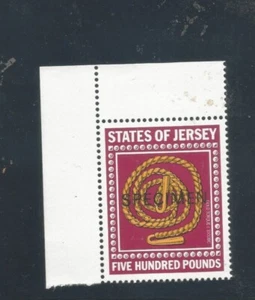 STATES OF JERSEY
SPECIMEN
FIVE HUNDRED POUNDS